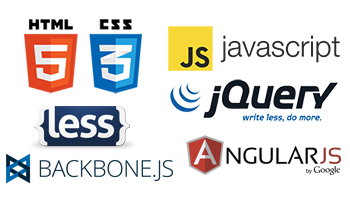 HTML CSS
5 3
JS javascript
jQuery
write less, do more.
{less}
BACKBONE.JS
ANGULARJS
by Google